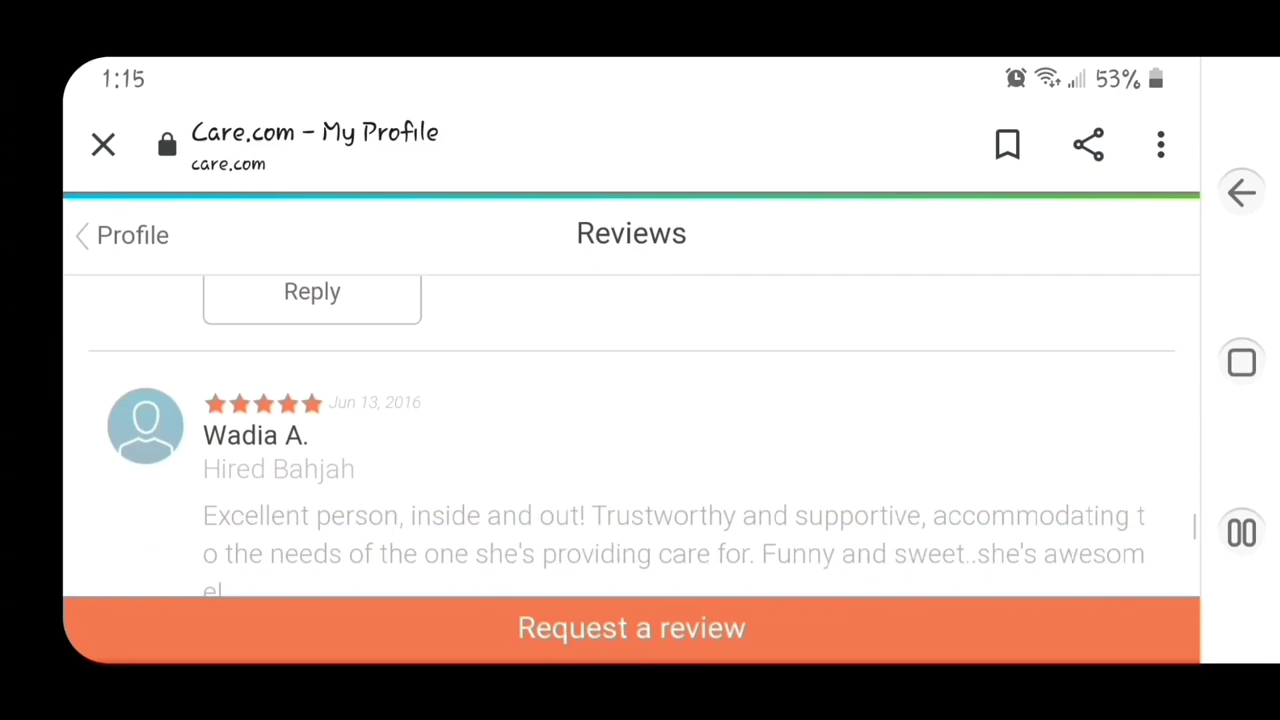 1:15
53%
Care.com - My Profile
care.com
Profile
Reviews
Reply
Jun 13, 2016
Wadia A.
Hired Bahjah
Excellent person, inside and out! Trustworthy and supportive, accommodating t
o the needs of the one she's providing care for. Funny and sweet..she's awesom
e!
Request a review